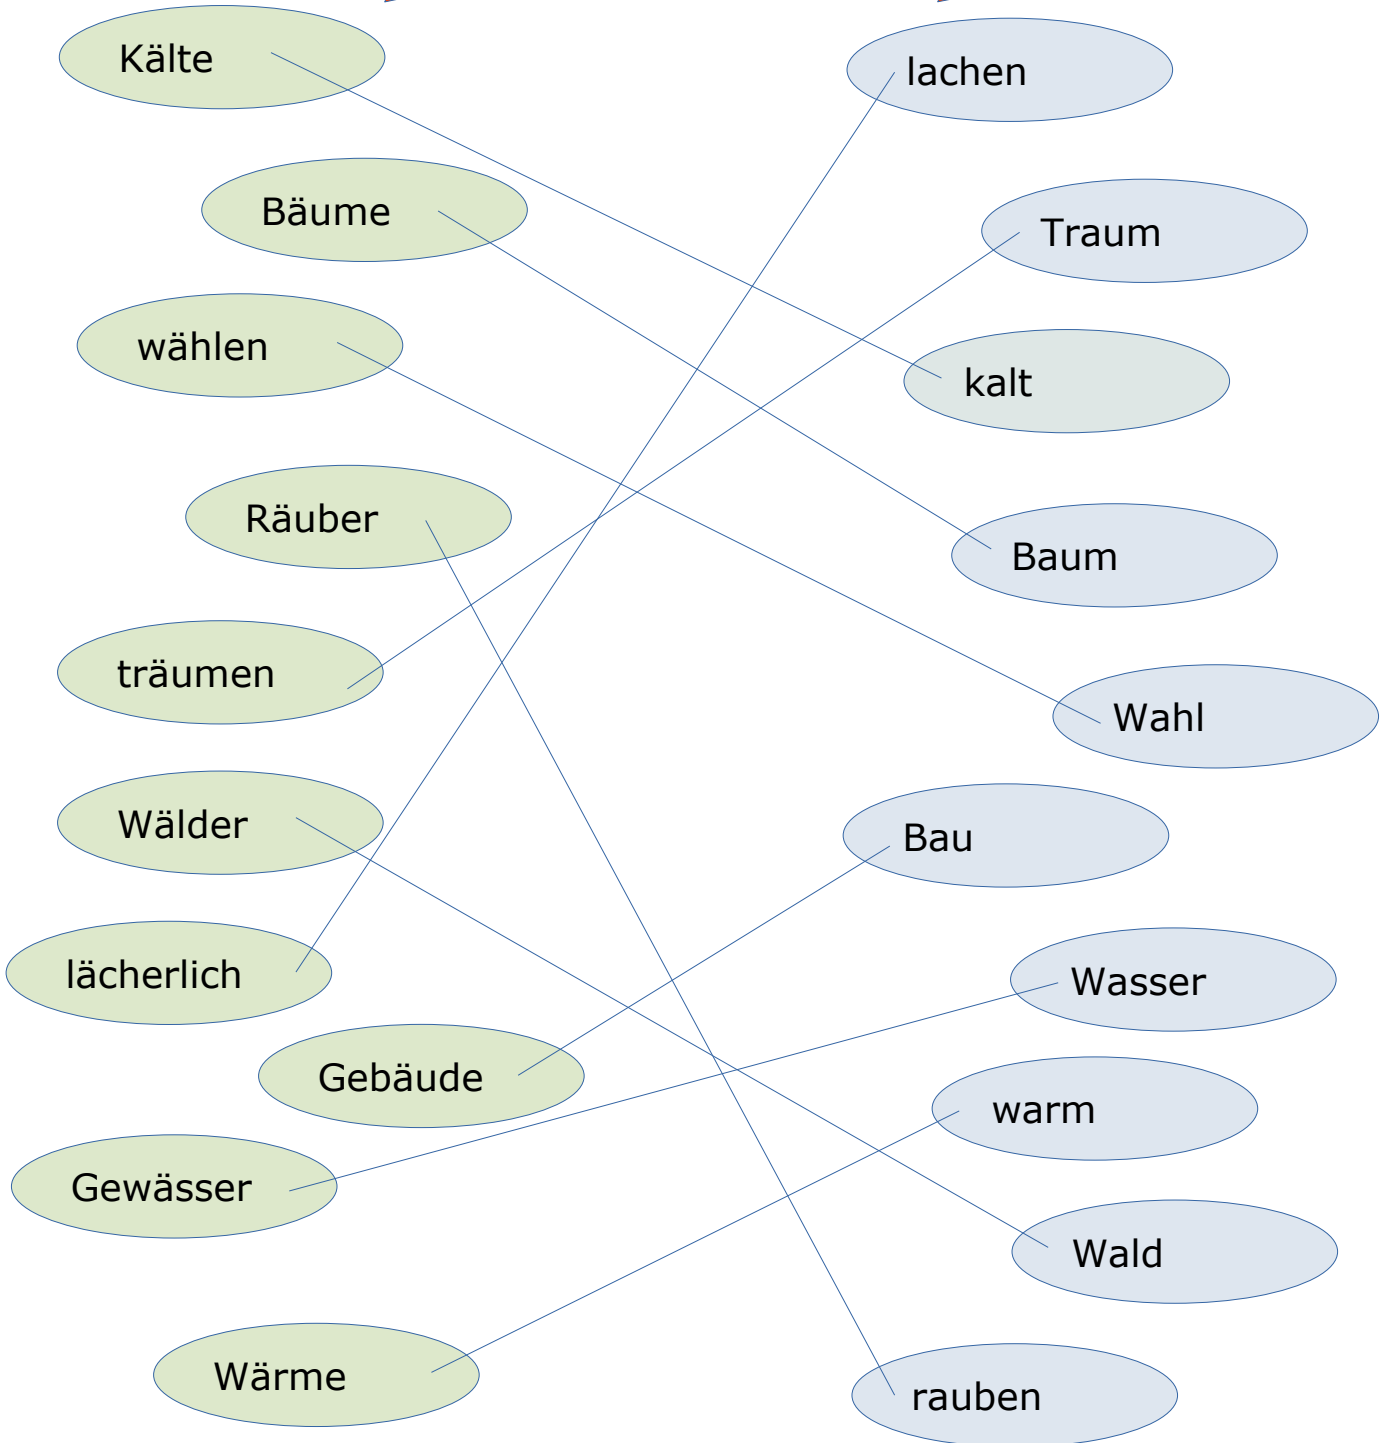 Kälte
lachen
Bäume
Traum
wählen
kalt
Räuber
Baum
träumen
Wahl
Wälder
Bau
lächerlich
Wasser
Gebäude
warm
Gewässer
Wald
Wärme
rauben